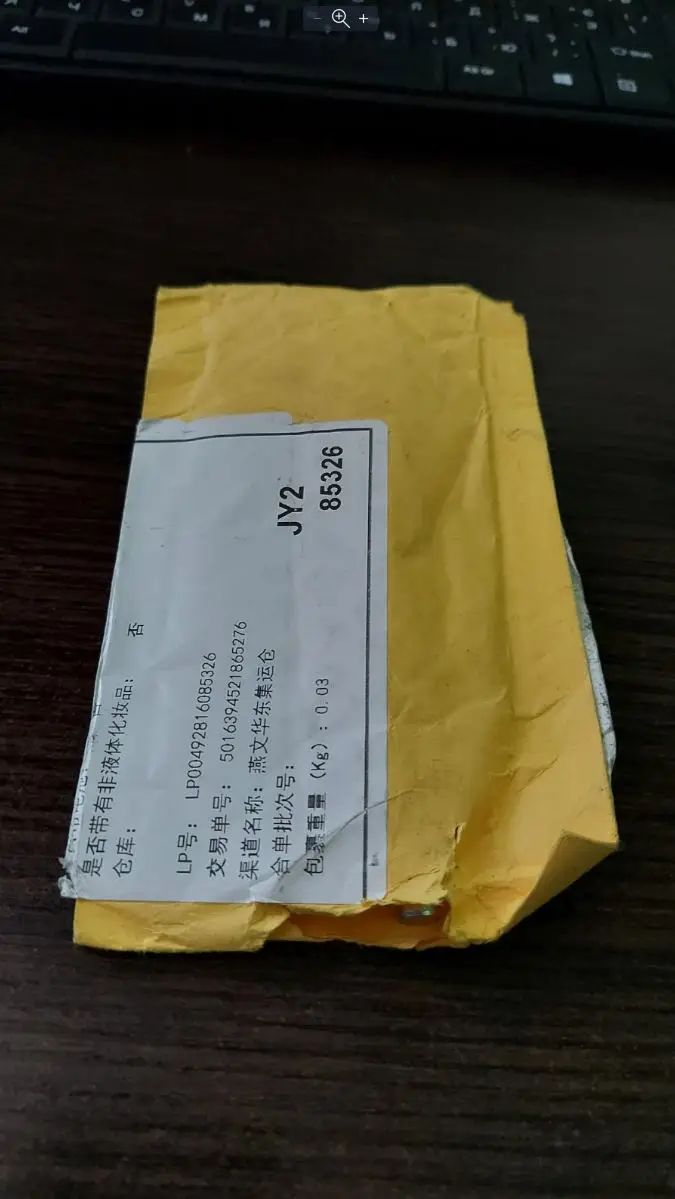 是否带有非液体化妆品： 否
仓库：
LP号： LP00492816085326
交易单号： 5016394521865276
渠道名称：燕文华东集运仓
合单批次号：
包裹重量（Kg）：0.03
JY2
85326